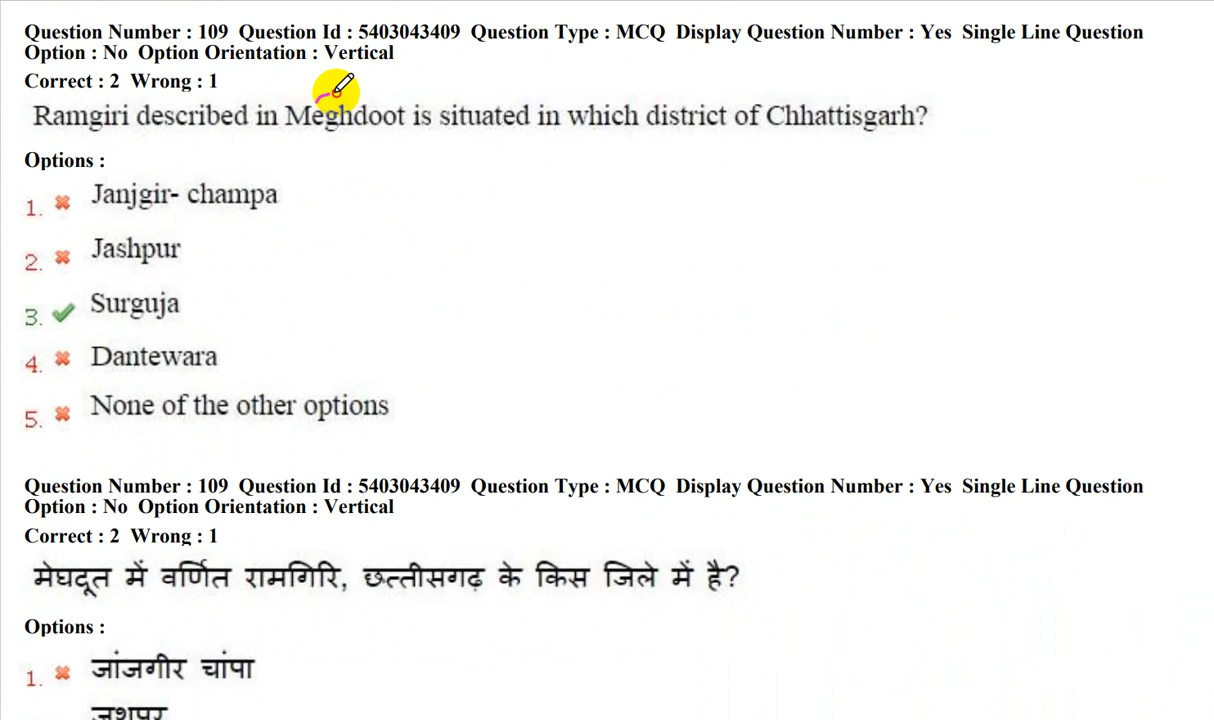 Question Number : 109 Question Id : 5403043409 Question Type : MCQ Display Question Number : Yes Single Line Question
Option : No Option Orientation : Vertical
Correct : 2 Wrong : 1
Ramgiri described in Meghdoot is situated in which district of Chhattisgarh?
Options :
1. Janjgir- champa
2. Jashpur
3. Surguja
4. Dantewara
5. None of the other options
Question Number : 109 Question Id : 5403043409 Question Type : MCQ Display Question Number : Yes Single Line Question
Option : No Option Orientation : Vertical
Correct : 2 Wrong : 1
मेघदूत में वर्णित रामगिरि, छत्तीसगढ़ के किस जिले में है?
Options :
1. जांजगीर चांपा